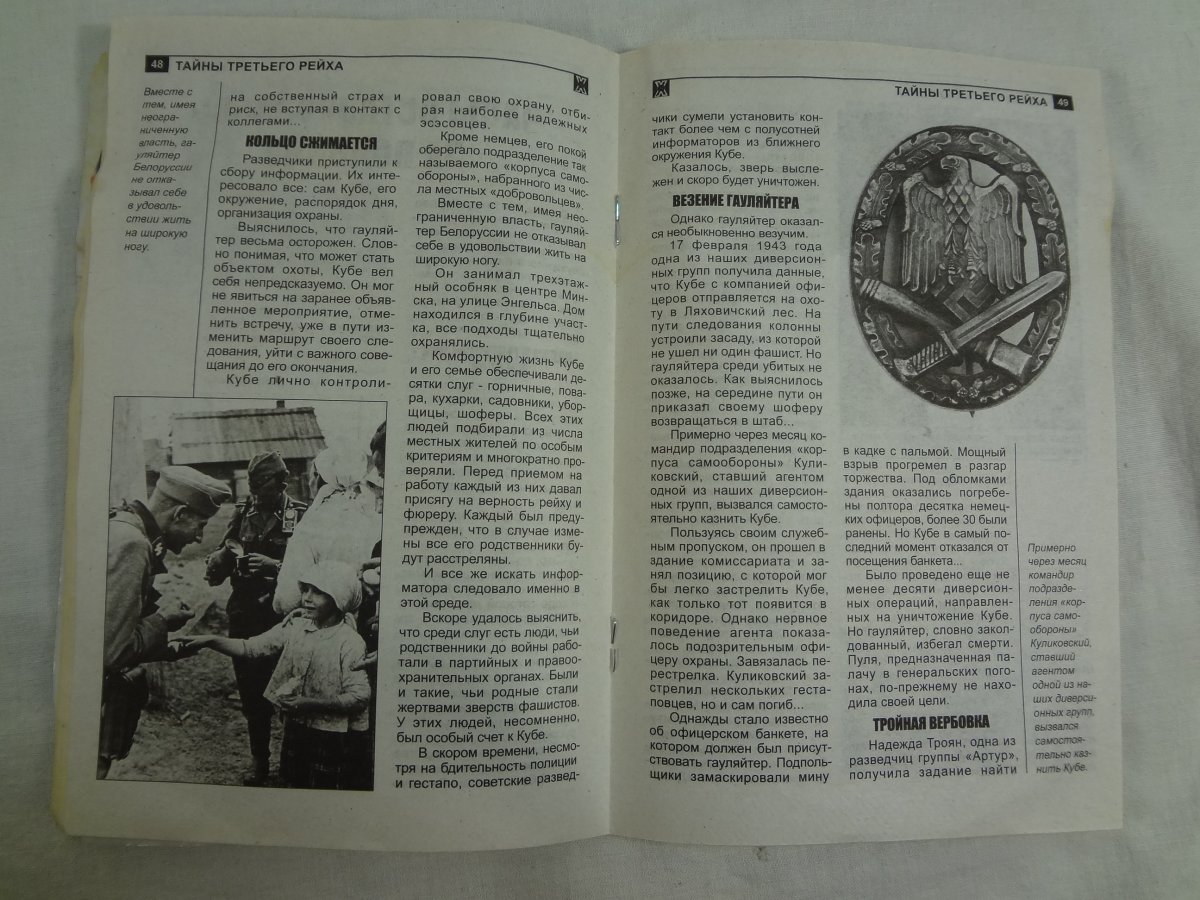 48 ТАЙНЫ ТРЕТЬЕГО РЕЙХА
Вместе с
тем, имея
неогра-
ниченную
власть, га-
уляйтер
Белоруссии
не отка-
зывал себе
в удоволь-
ствии жить
на широкую
ногу.
на собственный страх и
риск, не вступая в контакт с
коллегами...
КОЛЬЦО СЖИМАЕТСЯ
Разведчики приступили к
сбору информации. Их инте-
ресовало все: сам Кубе, его
окружение, распорядок дня,
организация охраны.
Выяснилось, что гауляй-
тер весьма осторожен. Слов-
но понимая, что может стать
объектом охоты, Кубе вел
себя непредсказуемо. Он мог
не явиться на заранее объяв-
ленное мероприятие, отме-
нить встречу, уже в пути из-
менить маршрут своего сле-
дования, уйти с важного сове-
щания до его окончания.
Кубе лично контроли-
ровал свою охрану, отби-
рая наиболее надежных
эсэсовцев.
Кроме немцев, его покой
оберегало подразделение так
называемого «корпуса само-
обороны», набранного из чис-
ла местных «добровольцев».
Вместе с тем, имея нео-
граниченную власть, гауляй-
тер Белоруссии не отказывал
себе в удовольствии жить на
широкую ногу.
Он занимал трехэтаж-
ный особняк в центре Мин-
ска, на улице Энгельса. Дом
находился в глубине участ-
ка, все подходы тщательно
охранялись.
Комфортную жизнь Кубе
и его семье обеспечивали де-
сятки слуг - горничные, пова-
ра, кухарки, садовники, убор-
щицы, шоферы. Всех этих
людей подбирали из числа
местных жителей по особым
критериям и многократно про-
веряли. Перед приемом на
работу каждый из них давал
присягу на верность рейху и
фюреру. Каждый был преду-
прежден, что в случае изме-
ны все его родственники бу-
дут расстреляны.
И все же искать инфор-
матора следовало именно в
этой среде.
Вскоре удалось выяснить,
что среди слуг есть люди, чьи
родственники до войны рабо-
тали в партийных и правоо-
хранительных органах. Были
и такие, чьи родные стали
жертвами зверств фашистов.
У этих людей, несомненно,
был особый счет к Кубе.
В скором времени, несмо-
тря на бдительность полиции
и гестапо, советские развед-
ТАЙНЫ ТРЕТЬЕГО РЕЙХА 49
чики сумели установить кон-
такт более чем с полусотней
информаторов из ближнего
окружения Кубе.
Казалось, зверь высле-
жен и скоро будет уничтожен.
ВЕЗЕНИЕ ГАУЛЯЙТЕРА
Однако гауляйтер оказал-
ся необыкновенно везучим.
17 февраля 1943 года
одна из наших диверсион-
ных групп получила данные,
что Кубе с компанией офи-
церов отправляется на охо-
ту в Ляховичский лес. На
пути следования колонны
устроили засаду, из которой
не ушел ни один фашист. Но
гауляйтера среди убитых не
оказалось. Как выяснилось
позже, на середине пути он
приказал своему шоферу
возвращаться в штаб...
Примерно через месяц ко-
мандир подразделения «кор-
пуса самообороны» Кули-
ковский, ставший агентом
одной из наших диверсион-
ных групп, вызвался самосто-
ятельно казнить Кубе.
Пользуясь своим служеб-
ным пропуском, он прошел в
здание комиссариата и за-
нял позицию, с которой мог
бы легко застрелить Кубе,
как только тот появится в
коридоре. Однако нервное
поведение агента показа-
лось подозрительным офи-
церу охраны. Завязалась пе-
рестрелка. Куликовский за-
стрелил нескольких геста-
повцев, но и сам погиб...
Однажды стало известно
об офицерском банкете, на
котором должен был присут-
ствовать гауляйтер. Подполь-
щики замаскировали мину
в кадке с пальмой. Мощный
взрыв прогремел в разгар
торжества. Под обломками
здания оказались погребе-
ны полтора десятка немец-
ких офицеров, более 30 были
ранены. Но Кубе в самый по-
следний момент отказался от
посещения банкета...
Было проведено еще не
менее десяти диверсион-
ных операций, направлен-
ных на уничтожение Кубе.
Но гауляйтер, словно закол-
дованный, избегал смерти.
Пуля, предназначенная па-
лачу в генеральских пого-
нах, по-прежнему не нахо-
дила своей цели.
ТРОЙНАЯ ВЕРБОВКА
Надежда Троян, одна из
разведчиц группы «Артур»,
получила задание найти
Примерно
через месяц
командир
подразде-
ления «кор-
пуса само-
обороны»
Куликовский,
ставший
агентом
одной из на-
ших диверси-
онных групп,
вызвался
самостоя-
тельно каз-
нить Кубе.